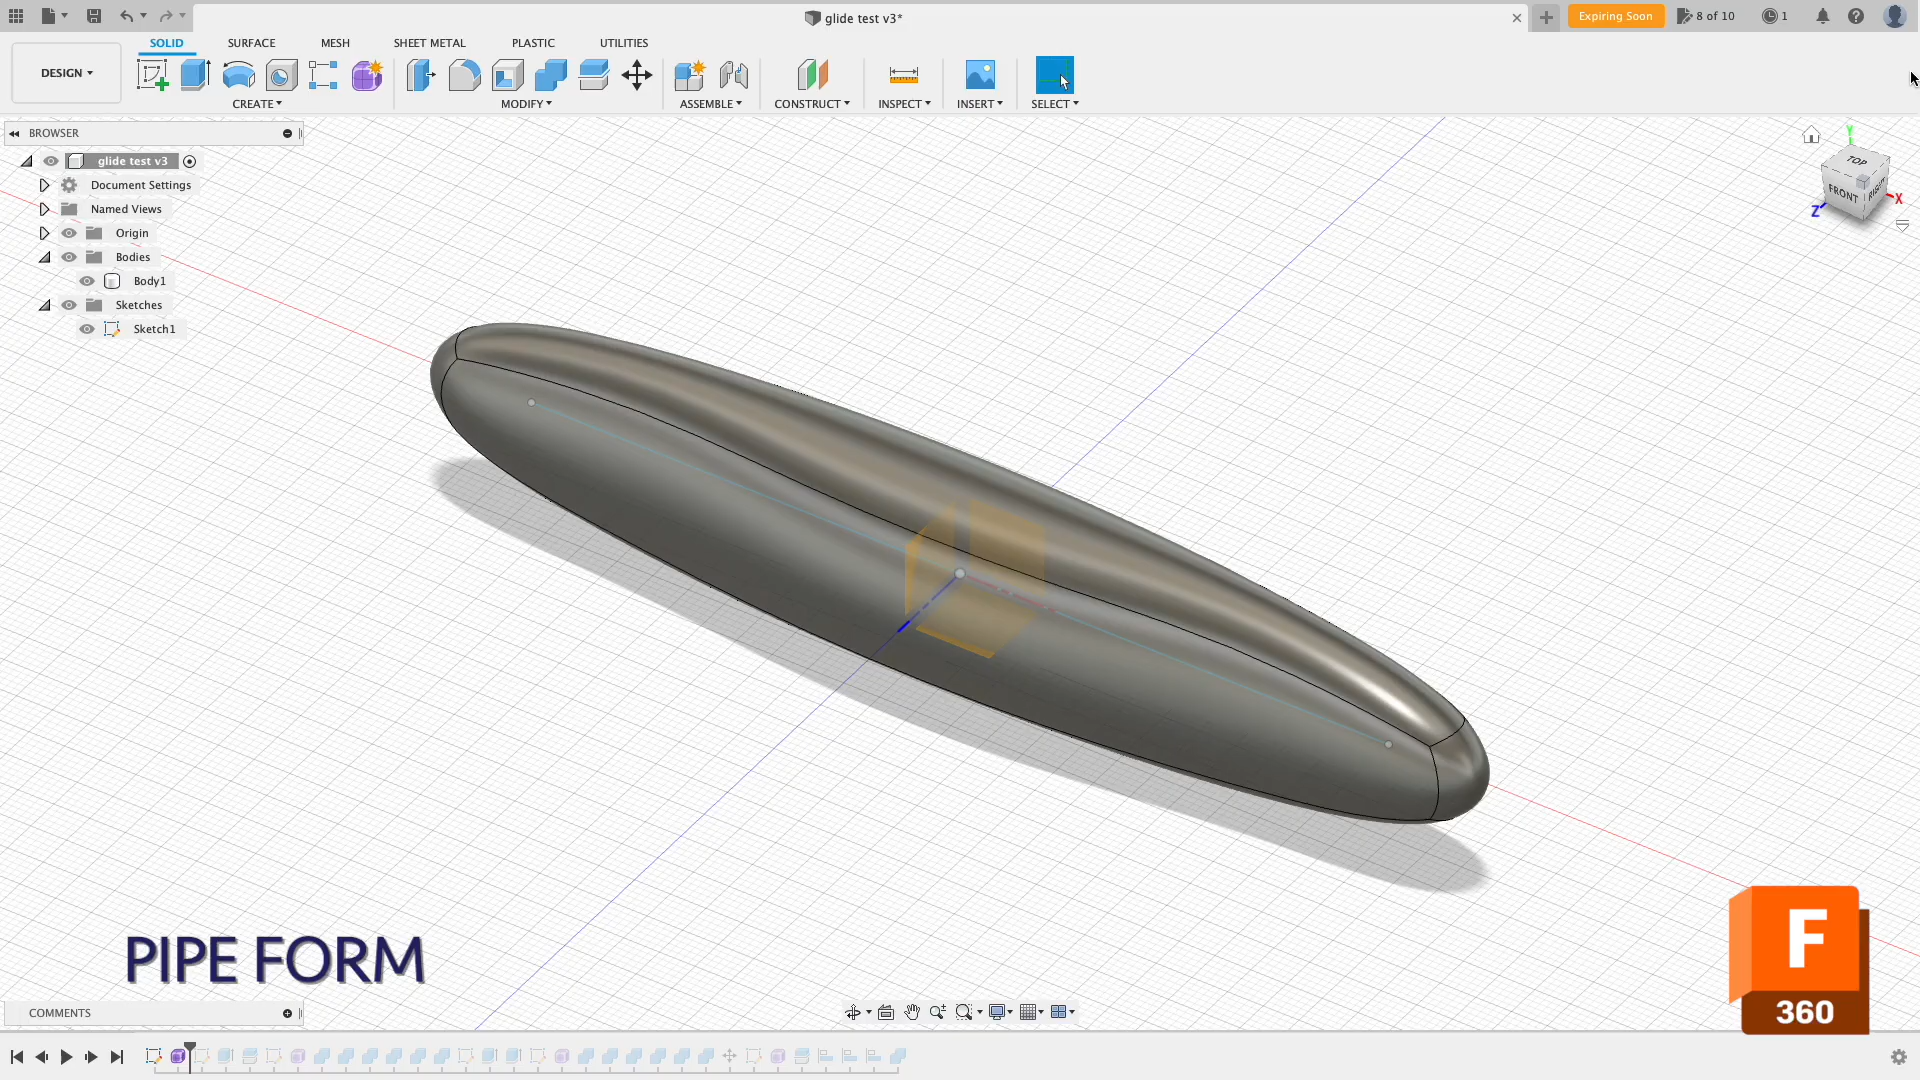 glide test v3*
Expiring Soon
8 of 10
1
SOLID
SURFACE
MESH
SHEET METAL
PLASTIC
UTILITIES
DESIGN
CREATE
MODIFY
ASSEMBLE
CONSTRUCT
INSPECT
INSERT
SELECT
BROWSER
glide test v3
Document Settings
Named Views
Origin
Bodies
Body1
Sketches
Sketch1
Y
TOP
FRONT
RIGHT
X
Z
PIPE FORM
F
360
COMMENTS